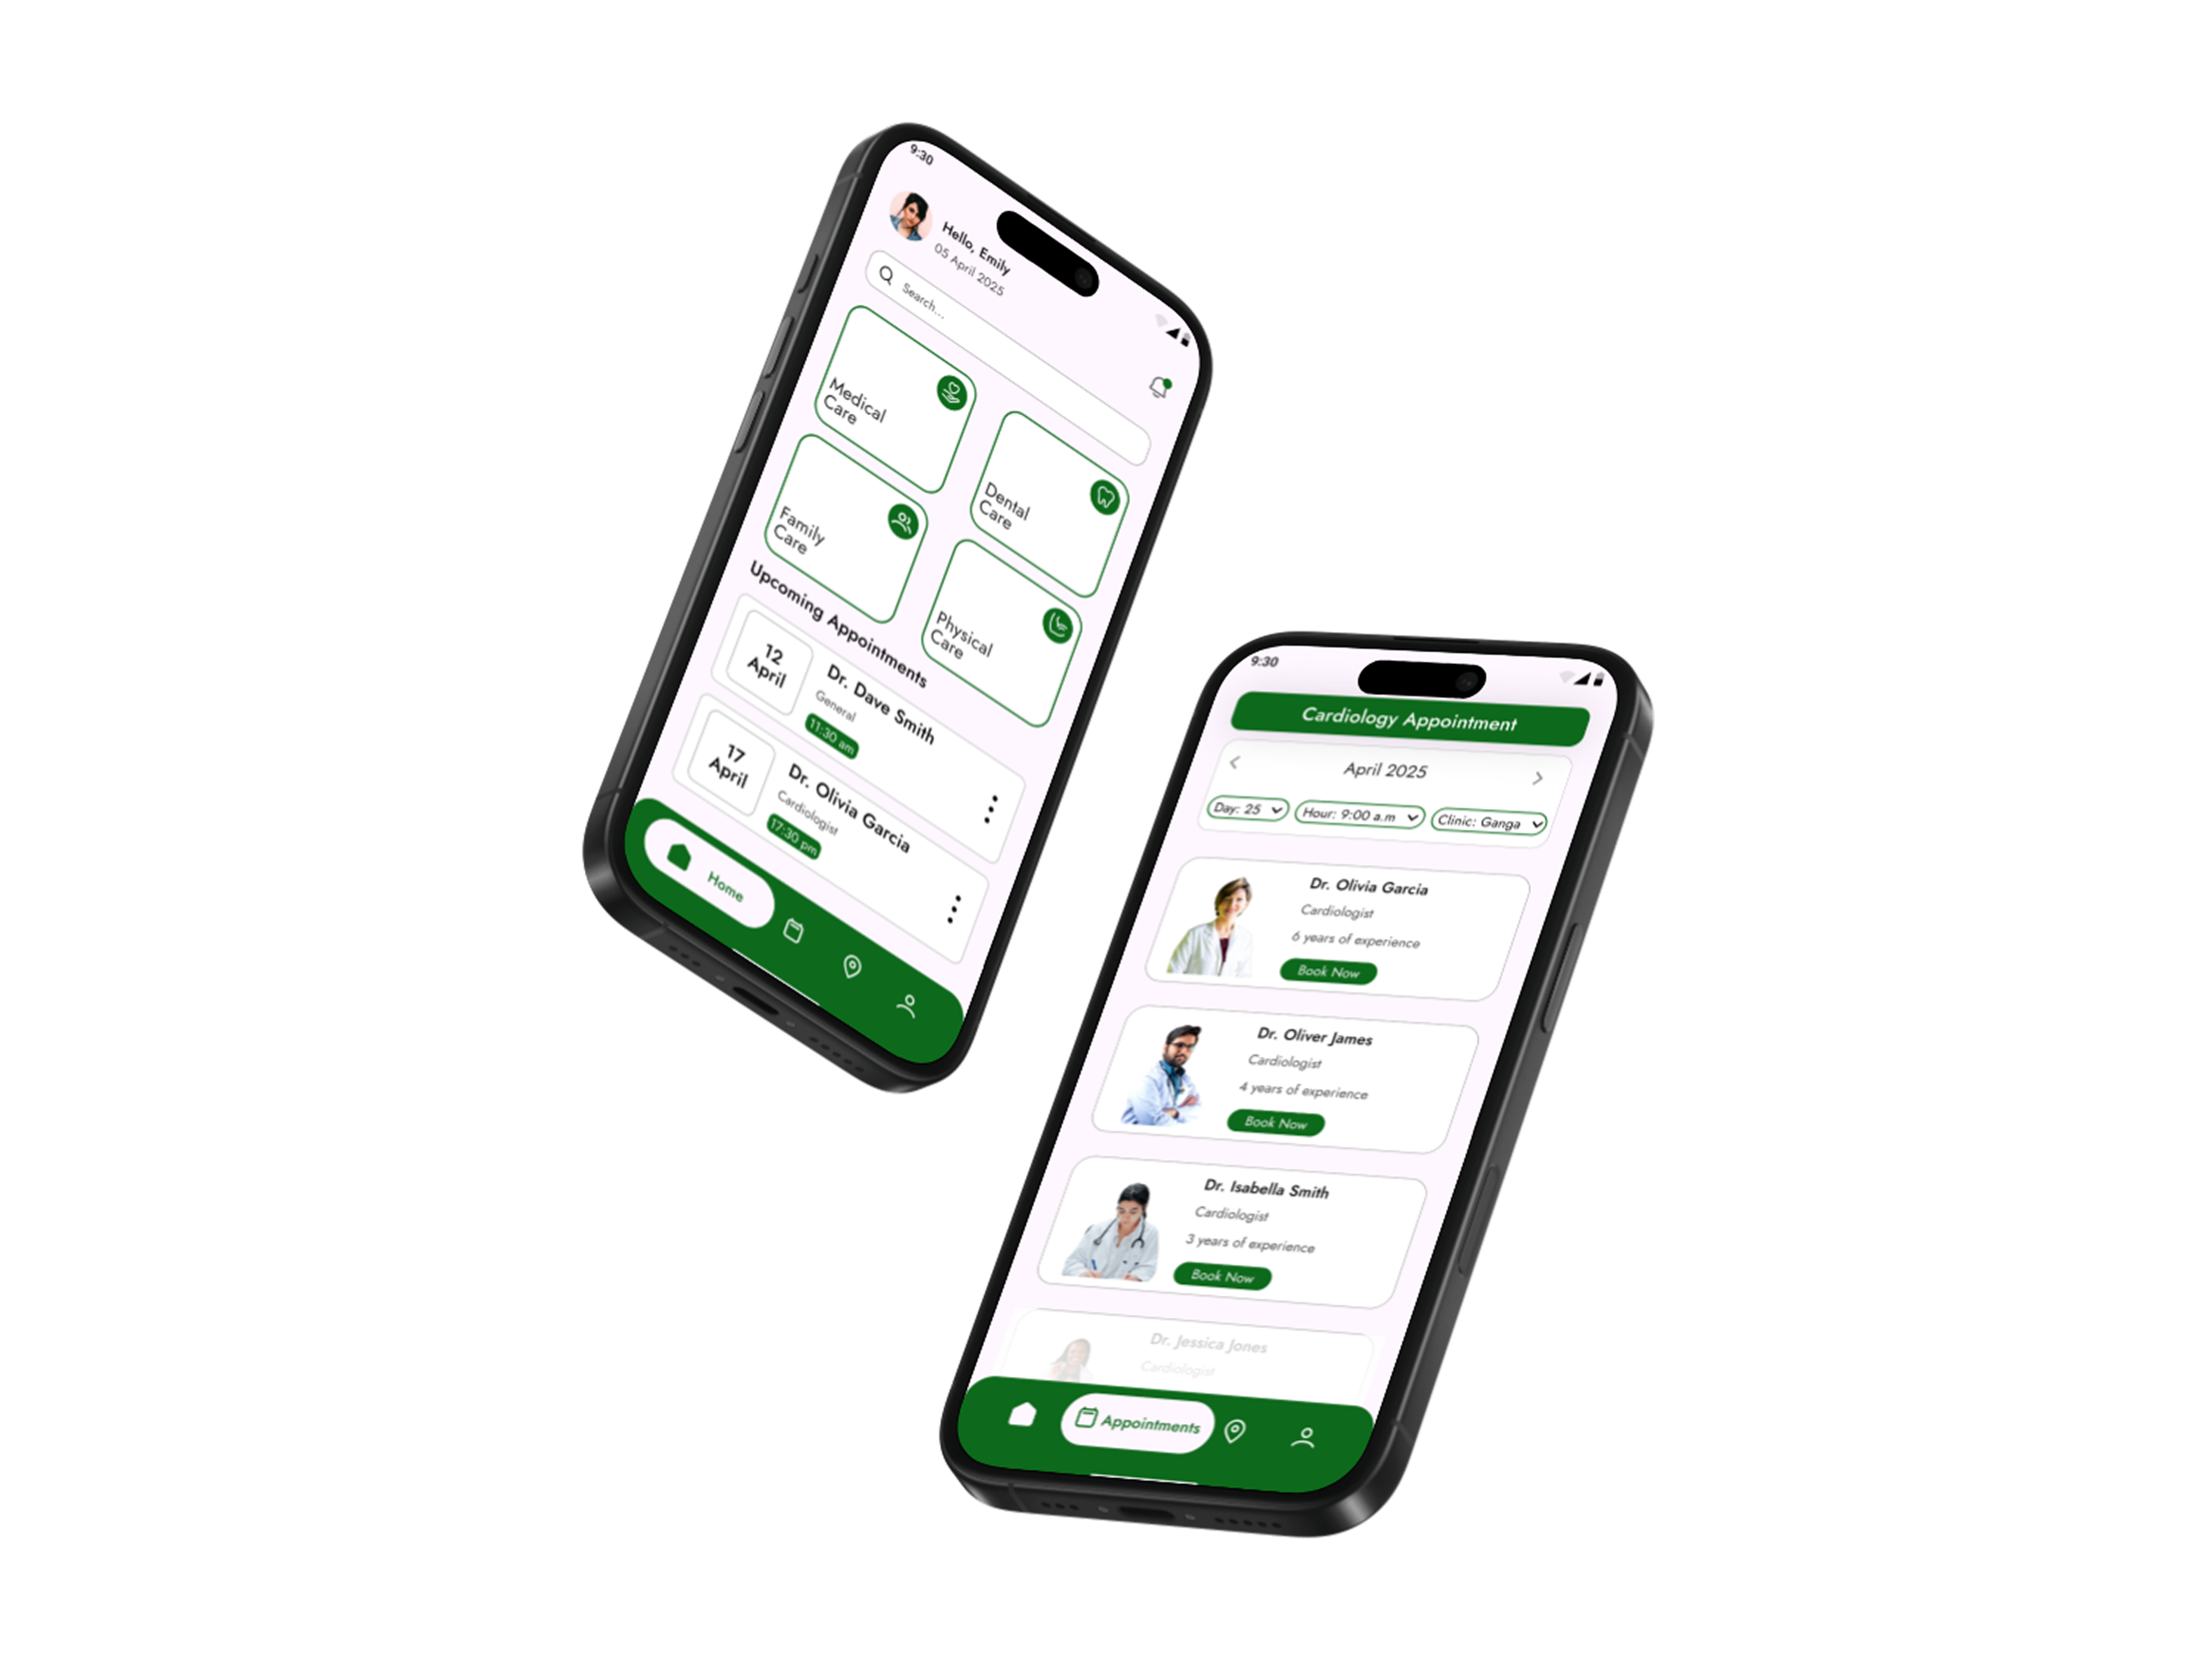 9:30
Hello, Emily
05 April 2025
Search...
Medical
Care
Dental
Care
Family
Care
Physical
Care
Upcoming Appointments
12
April
Dr. Dave Smith
General
11:30 am
17
April
Dr. Olivia Garcia
Cardiologist
17:30 pm
Home
9:30
Cardiology Appointment
April 2025
Day: 25
Hour: 9:00 a.m
Clinic: Ganga
Dr. Olivia Garcia
Cardiologist
6 years of experience
Book Now
Dr. Oliver James
Cardiologist
4 years of experience
Book Now
Dr. Isabella Smith
Cardiologist
3 years of experience
Book Now
Dr. Jessica Jones
Cardiologist
Appointments